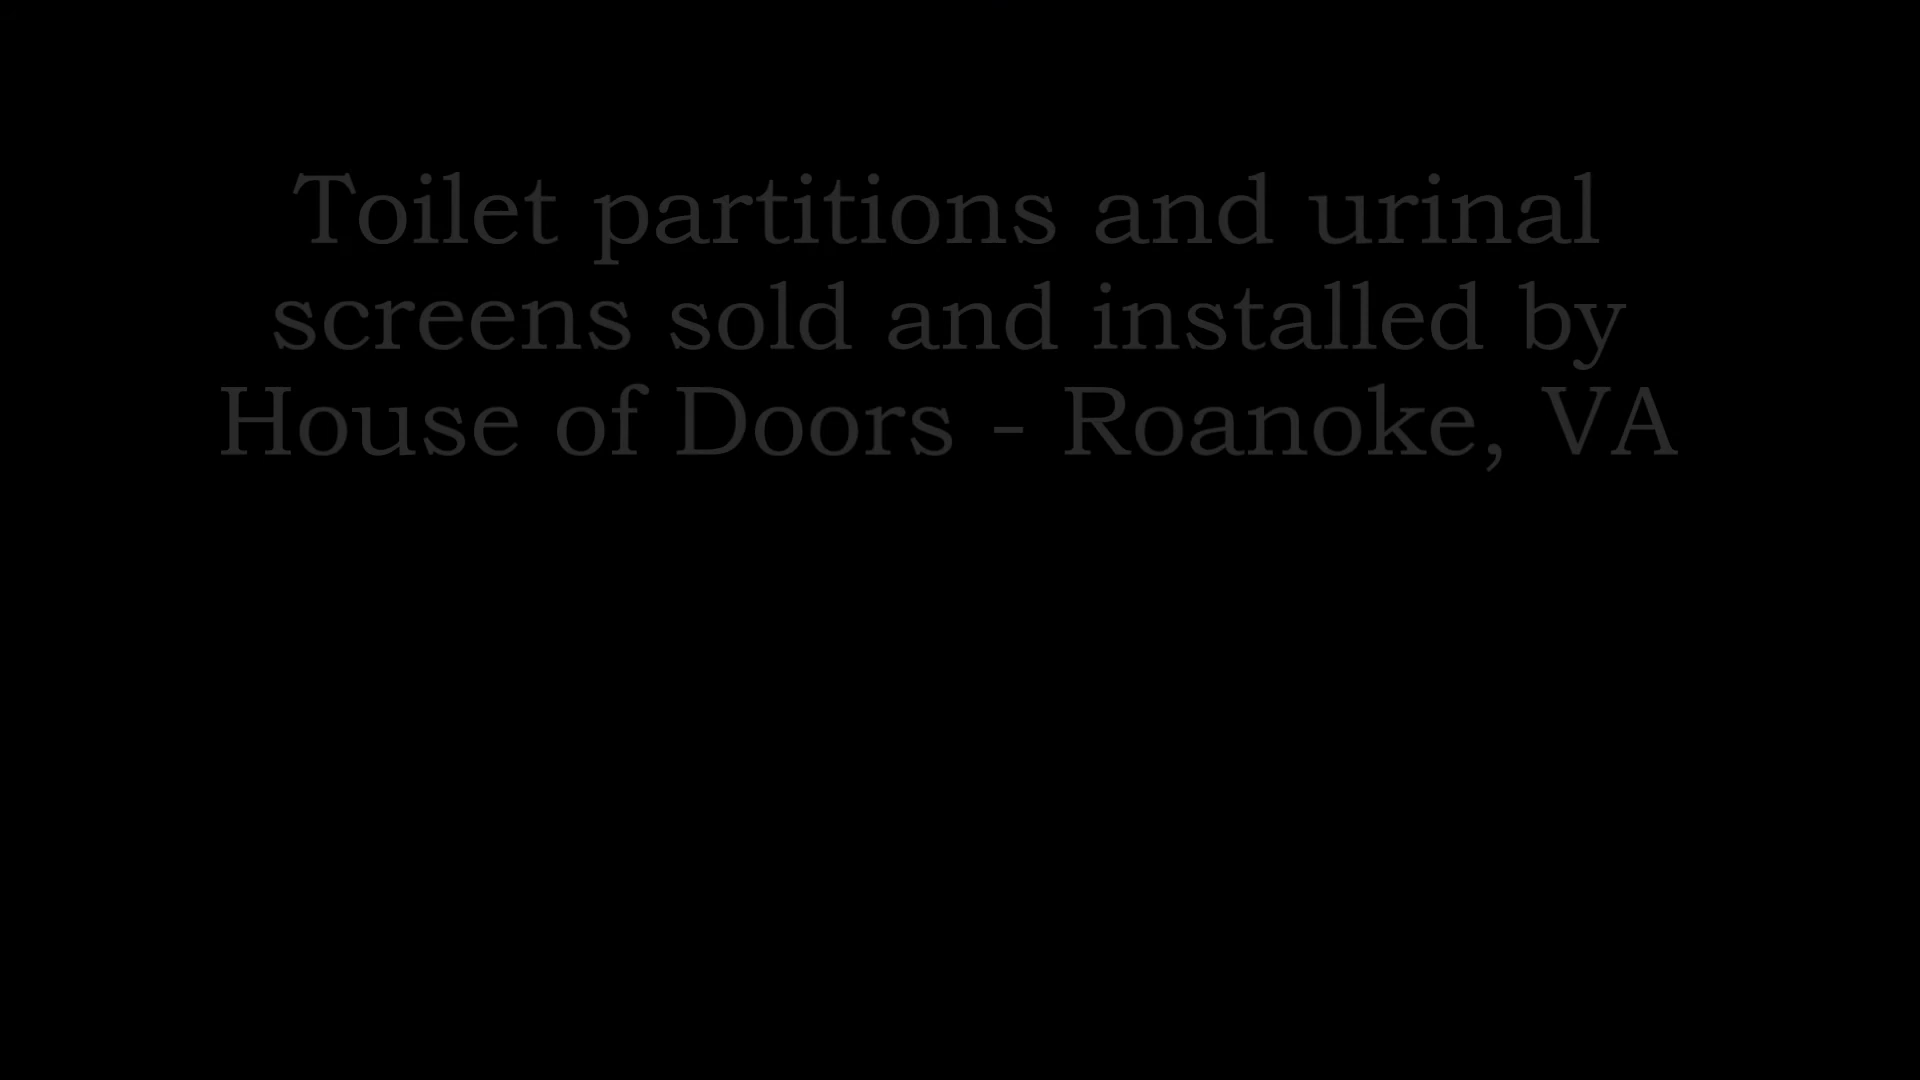 Toilet partitions and urinal
screens sold and installed by
House of Doors - Roanoke, VA